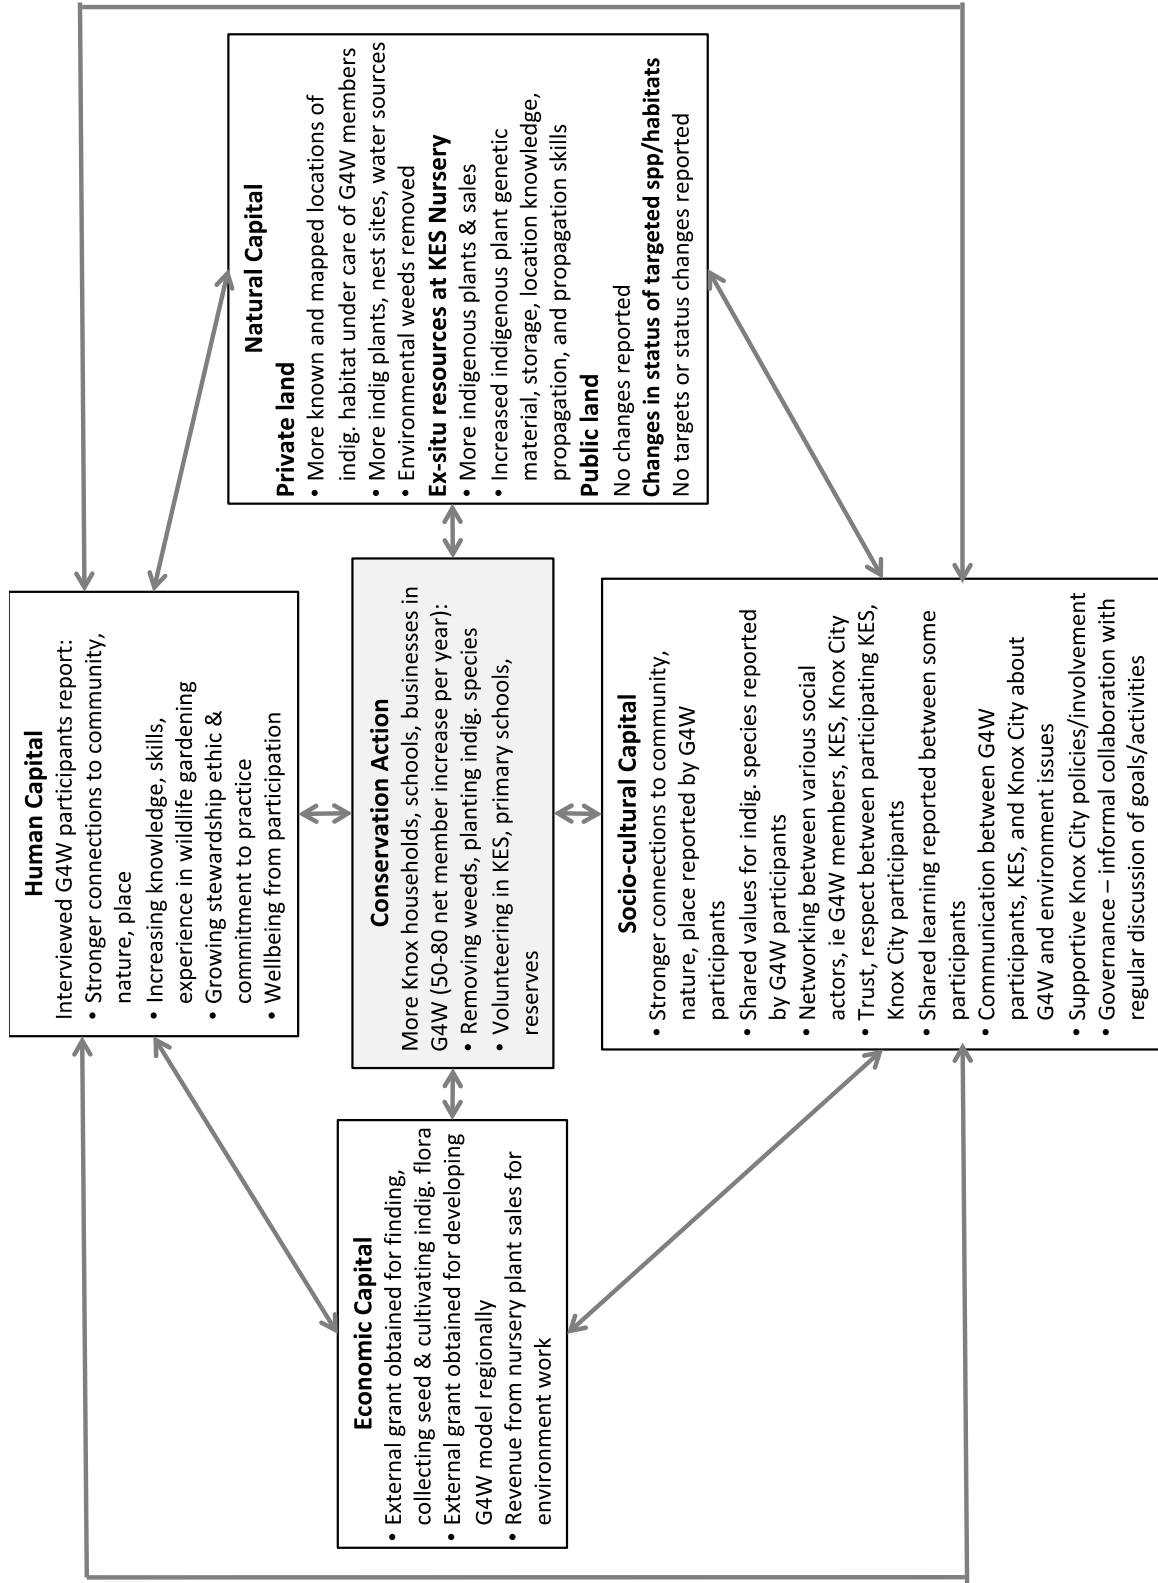 Human Capital
Interviewed G4W participants report:
• Stronger connections to community,
nature, place
• Increasing knowledge, skills,
experience in wildlife gardening
• Growing stewardship ethic &
commitment to practice
• Wellbeing from participation
Economic Capital
• External grant obtained for finding,
collecting seed & cultivating indig. flora
• External grant obtained for developing
G4W model regionally
• Revenue from nursery plant sales for
environment work
Conservation Action
More Knox households, schools, businesses in
G4W (50-80 net member increase per year):
• Removing weeds, planting indig. species
• Volunteering in KES, primary schools,
reserves
Natural Capital
Private land
• More known and mapped locations of
indig. habitat under care of G4W members
• More indig plants, nest sites, water sources
• Environmental weeds removed
Ex-situ resources at KES Nursery
• More indigenous plants & sales
• Increased indigenous plant genetic
material, storage, location knowledge,
propagation, and propagation skills
Public land
No changes reported
Changes in status of targeted spp/habitats
No targets or status changes reported
Socio-cultural Capital
• Stronger connections to community,
nature, place reported by G4W
participants
• Shared values for indig. species reported
by G4W participants
• Networking between various social
actors, ie G4W members, KES, Knox City
• Trust, respect between participating KES,
Knox City participants
• Shared learning reported between some
participants
• Communication between G4W
participants, KES, and Knox City about
G4W and environment issues
• Supportive Knox City policies/involvement
• Governance – informal collaboration with
regular discussion of goals/activities